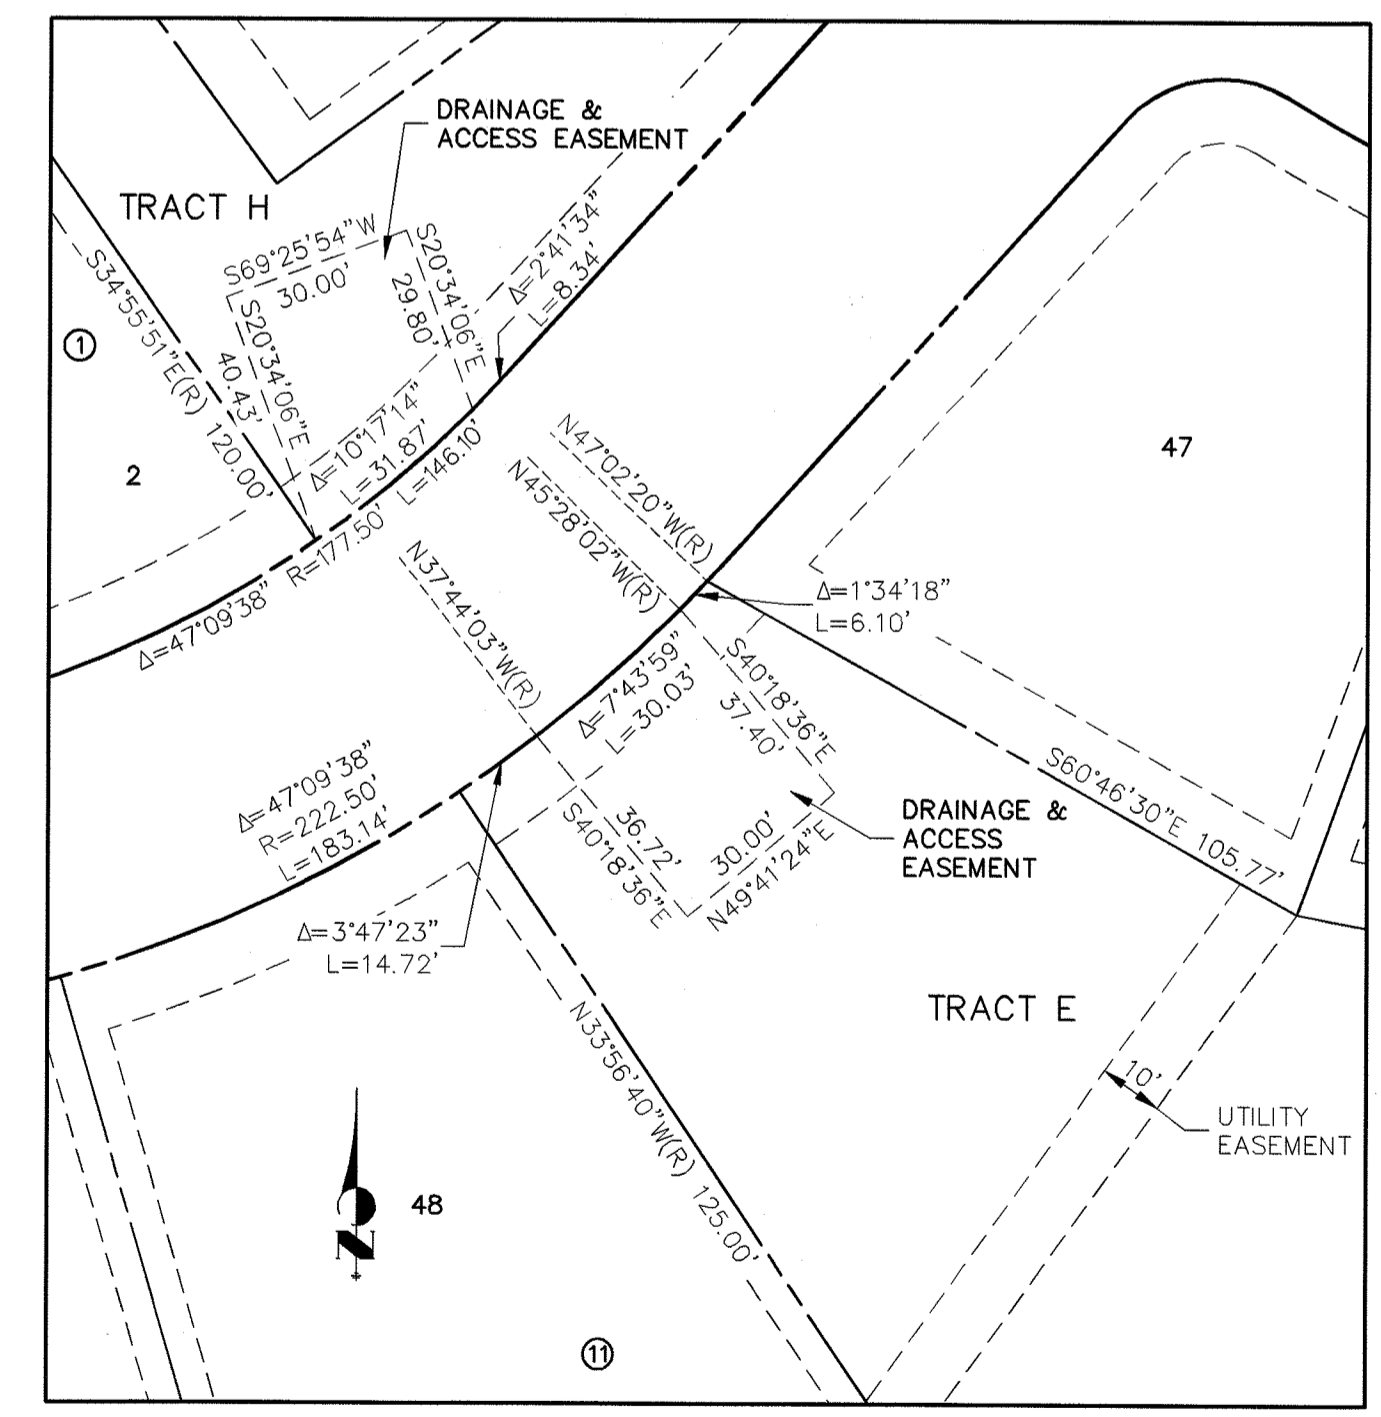 DRAINAGE &
ACCESS EASEMENT
TRACT H
S69°25'54"W
30.00'
S20°34'06"E
29.80'
Δ=2°41'34"
L=8.34'
S34°55'51"E(R) 120.00'
S20°34'06"E
40.43'
1
2
Δ=10°17'14"
L=31.87'
L=146.10'
R=177.50'
Δ=47°09'38"
N47°02'20"W(R)
N45°28'02"W(R)
N37°44'03"W(R)
47
Δ=1°34'18"
L=6.10'
Δ=7°43'59"
L=30.03'
S40°18'36"E
37.40'
S60°46'30"E 105.77'
Δ=47°09'38"
R=222.50'
L=183.14'
36.72'
S40°18'36"E
30.00'
N49°41'24"E
DRAINAGE &
ACCESS
EASEMENT
Δ=3°47'23"
L=14.72'
TRACT E
N33°56'40"W(R) 125.00'
10'
UTILITY
EASEMENT
48
N
11